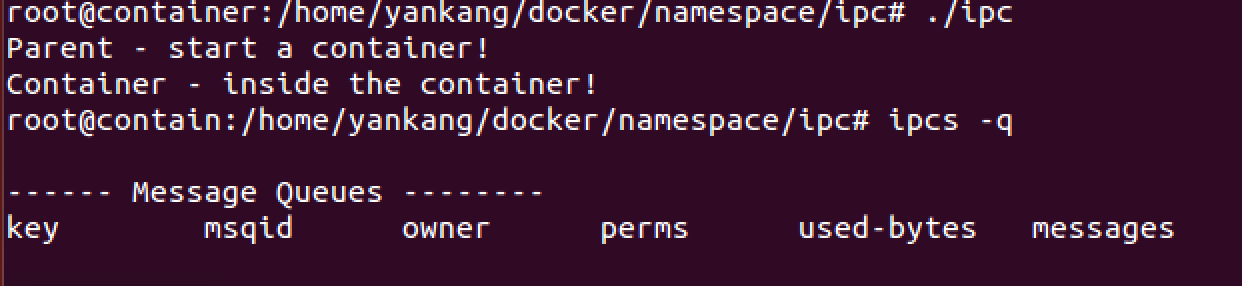 root@container:/home/yankang/docker/namespace/ipc# ./ipc
Parent - start a container!
Container - inside the container!
root@contain:/home/yankang/docker/namespace/ipc# ipcs -q
------ Message Queues --------
key msqid owner perms used-bytes messages